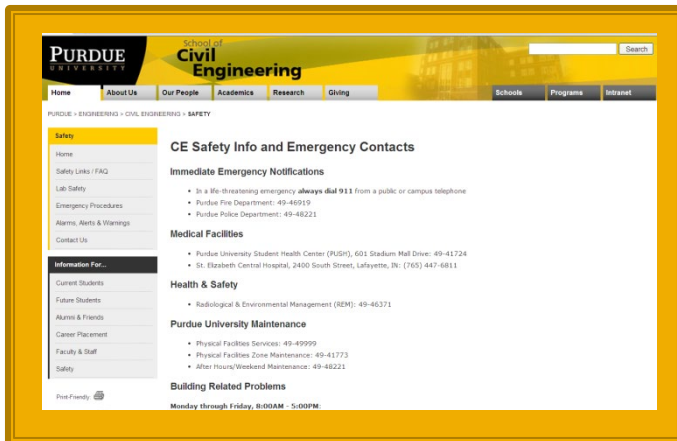 PURDUE
UNIVERSITY
School of
Civil
Engineering
Search
Home About Us Our People Academics Research Giving Schools Programs Intranet
PURDUE > ENGINEERING > CIVIL ENGINEERING > SAFETY
Safety
Home
Safety Links / FAQ
Lab Safety
Emergency Procedures
Alarms, Alerts & Warnings
Contact Us
Information For...
Current Students
Future Students
Alumni & Friends
Career Placement
Faculty & Staff
Safety
Print-Friendly
CE Safety Info and Emergency Contacts
Immediate Emergency Notifications
• In a life-threatening emergency always dial 911 from a public or campus telephone
• Purdue Fire Department: 49-46919
• Purdue Police Department: 49-48221
Medical Facilities
• Purdue University Student Health Center (PUSH), 601 Stadium Mall Drive: 49-41724
• St. Elizabeth Central Hospital, 2400 South Street, Lafayette, IN: (765) 447-6811
Health & Safety
• Radiological & Environmental Management (REM): 49-46371
Purdue University Maintenance
• Physical Facilities Services: 49-49999
• Physical Facilities Zone Maintenance: 49-41773
• After Hours/Weekend Maintenance: 49-48221
Building Related Problems
Monday through Friday, 8:00AM - 5:00PM: